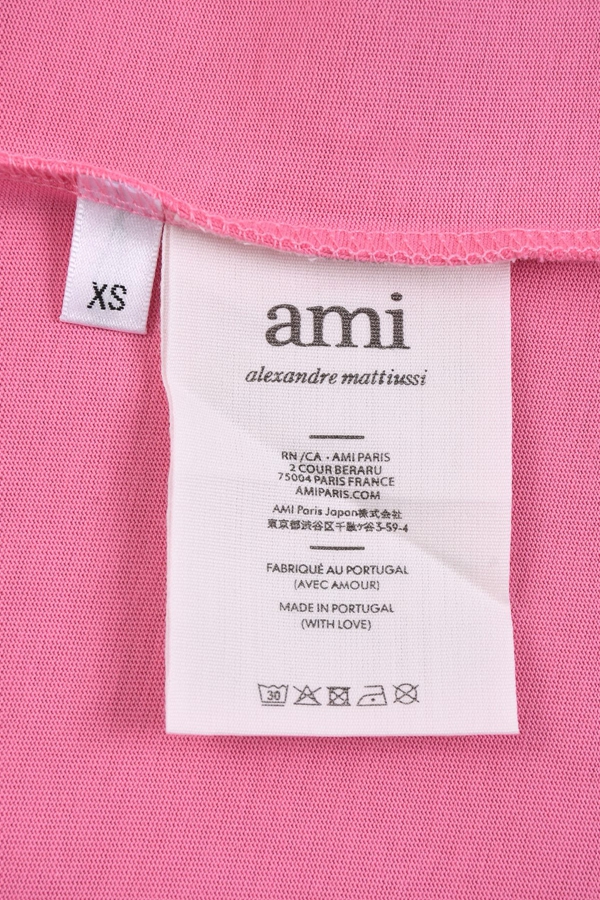 XS
ami
alexandre mattiussi
RN /CA - AMI PARIS
2 COUR BERARU
75004 PARIS FRANCE
AMIPARIS.COM
AMI Paris Japan株式会社
東京都渋谷区千駄ヶ谷3-59-4
FABRIQUÉ AU PORTUGAL
(AVEC AMOUR)
MADE IN PORTUGAL
(WITH LOVE)
30